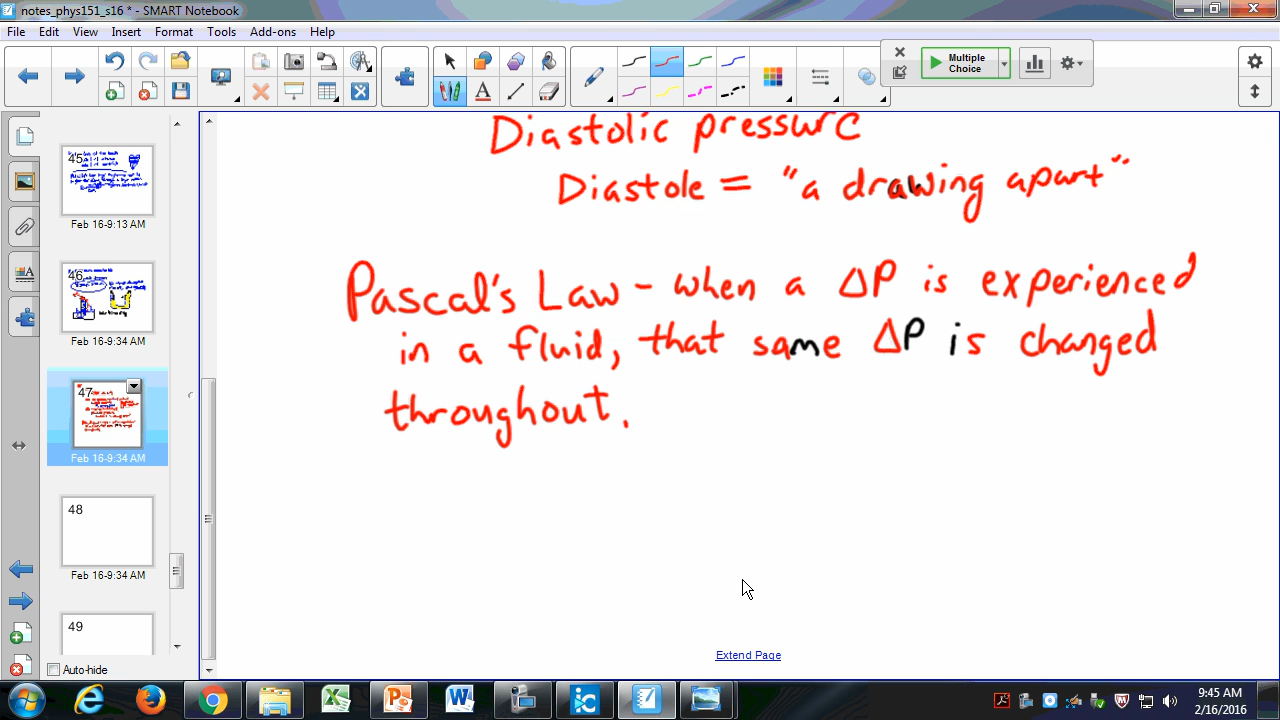 notes_phys151_s16 * - SMART Notebook
File Edit View Insert Format Tools Add-ons Help
Multiple Choice
Diastolic pressure
Diastole = "a drawing apart"
Pascal's Law - when a ΔP is experienced
in a fluid, that same ΔP is changed
throughout.
45
Feb 16-9:13 AM
46
Feb 16-9:34 AM
47
Feb 16-9:34 AM
48
Feb 16-9:34 AM
49
Auto-hide
Extend Page
9:45 AM
2/16/2016